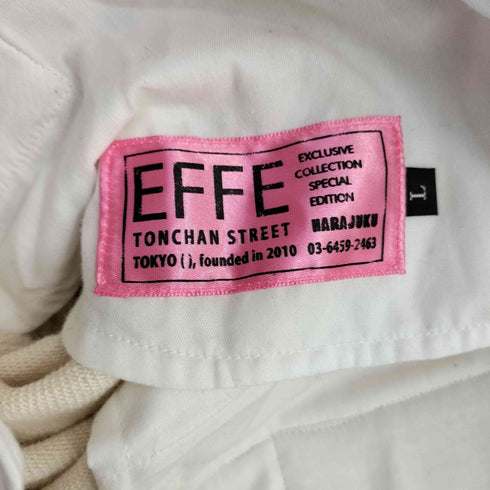 EFFE
EXCLUSIVE
COLLECTION
SPECIAL
EDITION
TONCHAN STREET
HARAJUKU
TOKYO ( ), founded in 2010
03-6459-2463
L